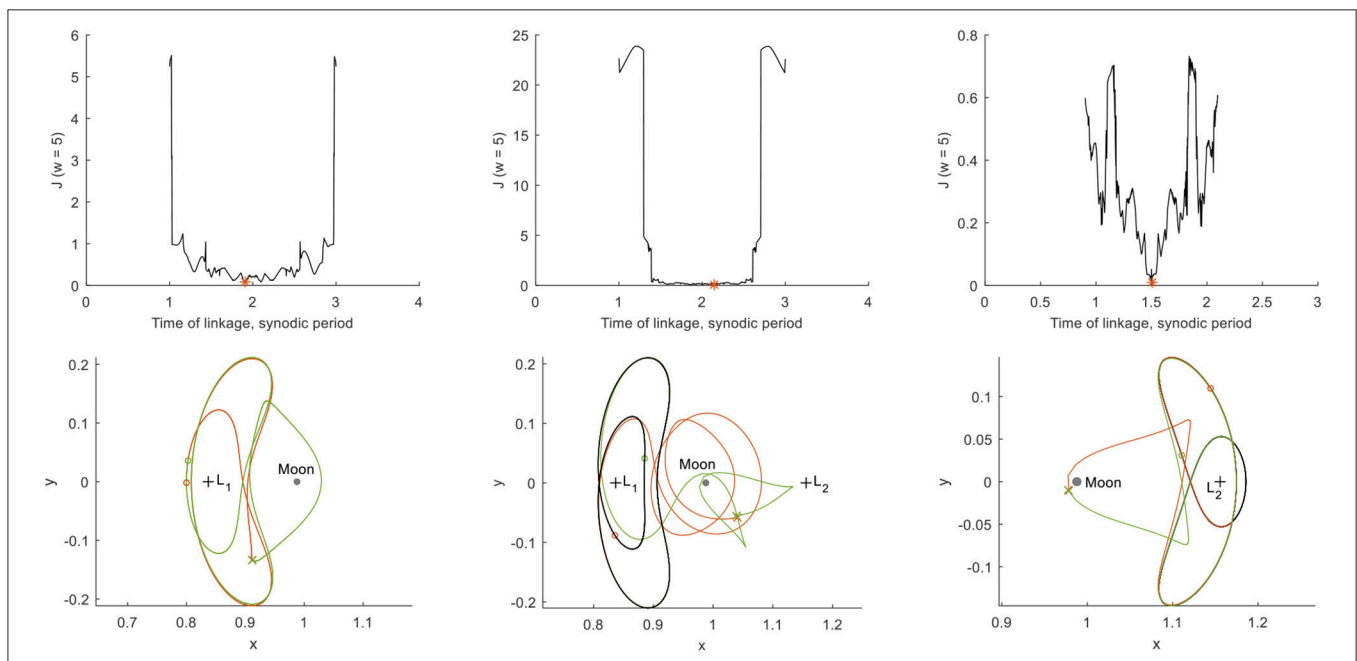 6
5
4
3
2
1
0
J (w = 5)
0 1 2 3 4
Time of linkage, synodic period
25
20
15
10
5
0
J (w = 5)
0 1 2 3 4
Time of linkage, synodic period
0.8
0.6
0.4
0.2
0
J (w = 5)
0 0.5 1 1.5 2 2.5 3
Time of linkage, synodic period
0.2
0.1
0
-0.1
-0.2
y
Moon
L1
0.7 0.8 0.9 1 1.1
x
0.2
0.1
0
-0.1
-0.2
y
Moon
L1
L2
0.8 0.9 1 1.1 1.2
x
0.1
0.05
0
-0.05
-0.1
y
Moon
L2
0.9 1 1.1 1.2
x